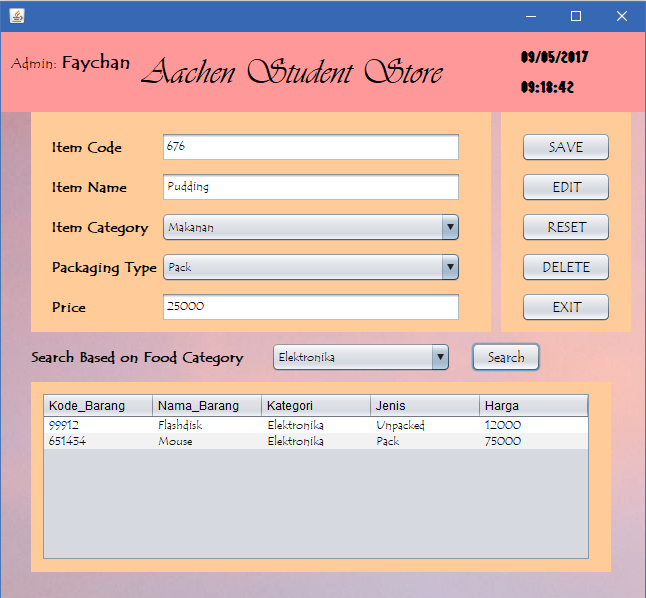 Admin: Faychan
Aachen Student Store
09/05/2017
09:18:42
Item Code 676 SAVE
Item Name Pudding EDIT
Item Category Makanan RESET
Packaging Type Pack DELETE
Price 25000 EXIT
Search Based on Food Category Elektronika Search
Kode_Barang Nama_Barang Kategori Jenis Harga
99912 Flashdisk Elektronika Unpacked 12000
651434 Mouse Elektronika Pack 75000